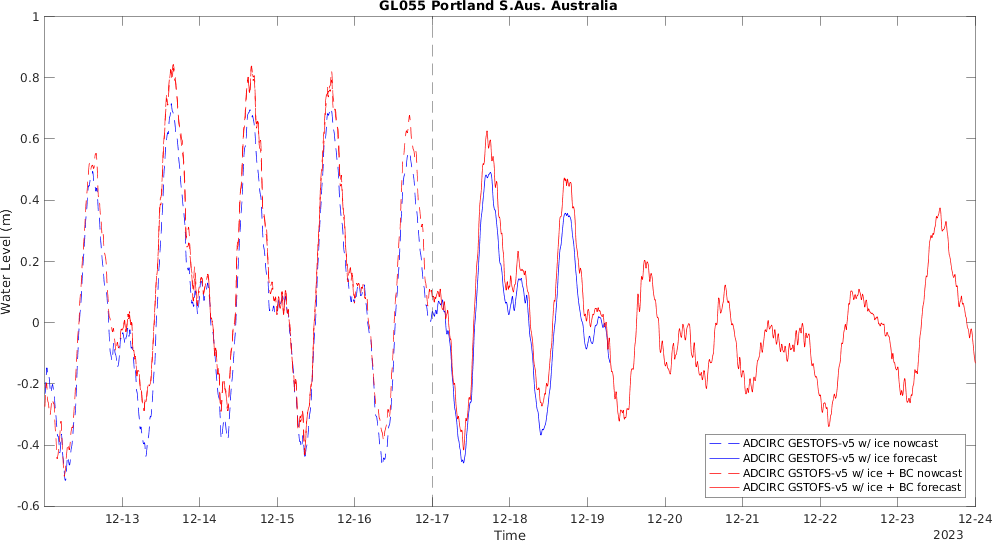 GL055 Portland S.Aus. Australia
1
0.8
0.6
0.4
0.2
0
-0.2
-0.4
-0.6
Water Level (m)
ADCIRC GESTOFS-v5 w/ ice nowcast
ADCIRC GESTOFS-v5 w/ ice forecast
ADCIRC GSTOFS-v5 w/ ice + BC nowcast
ADCIRC GSTOFS-v5 w/ ice + BC forecast
12-13 12-14 12-15 12-16 12-17 12-18 12-19 12-20 12-21 12-22 12-23 12-24
Time
2023